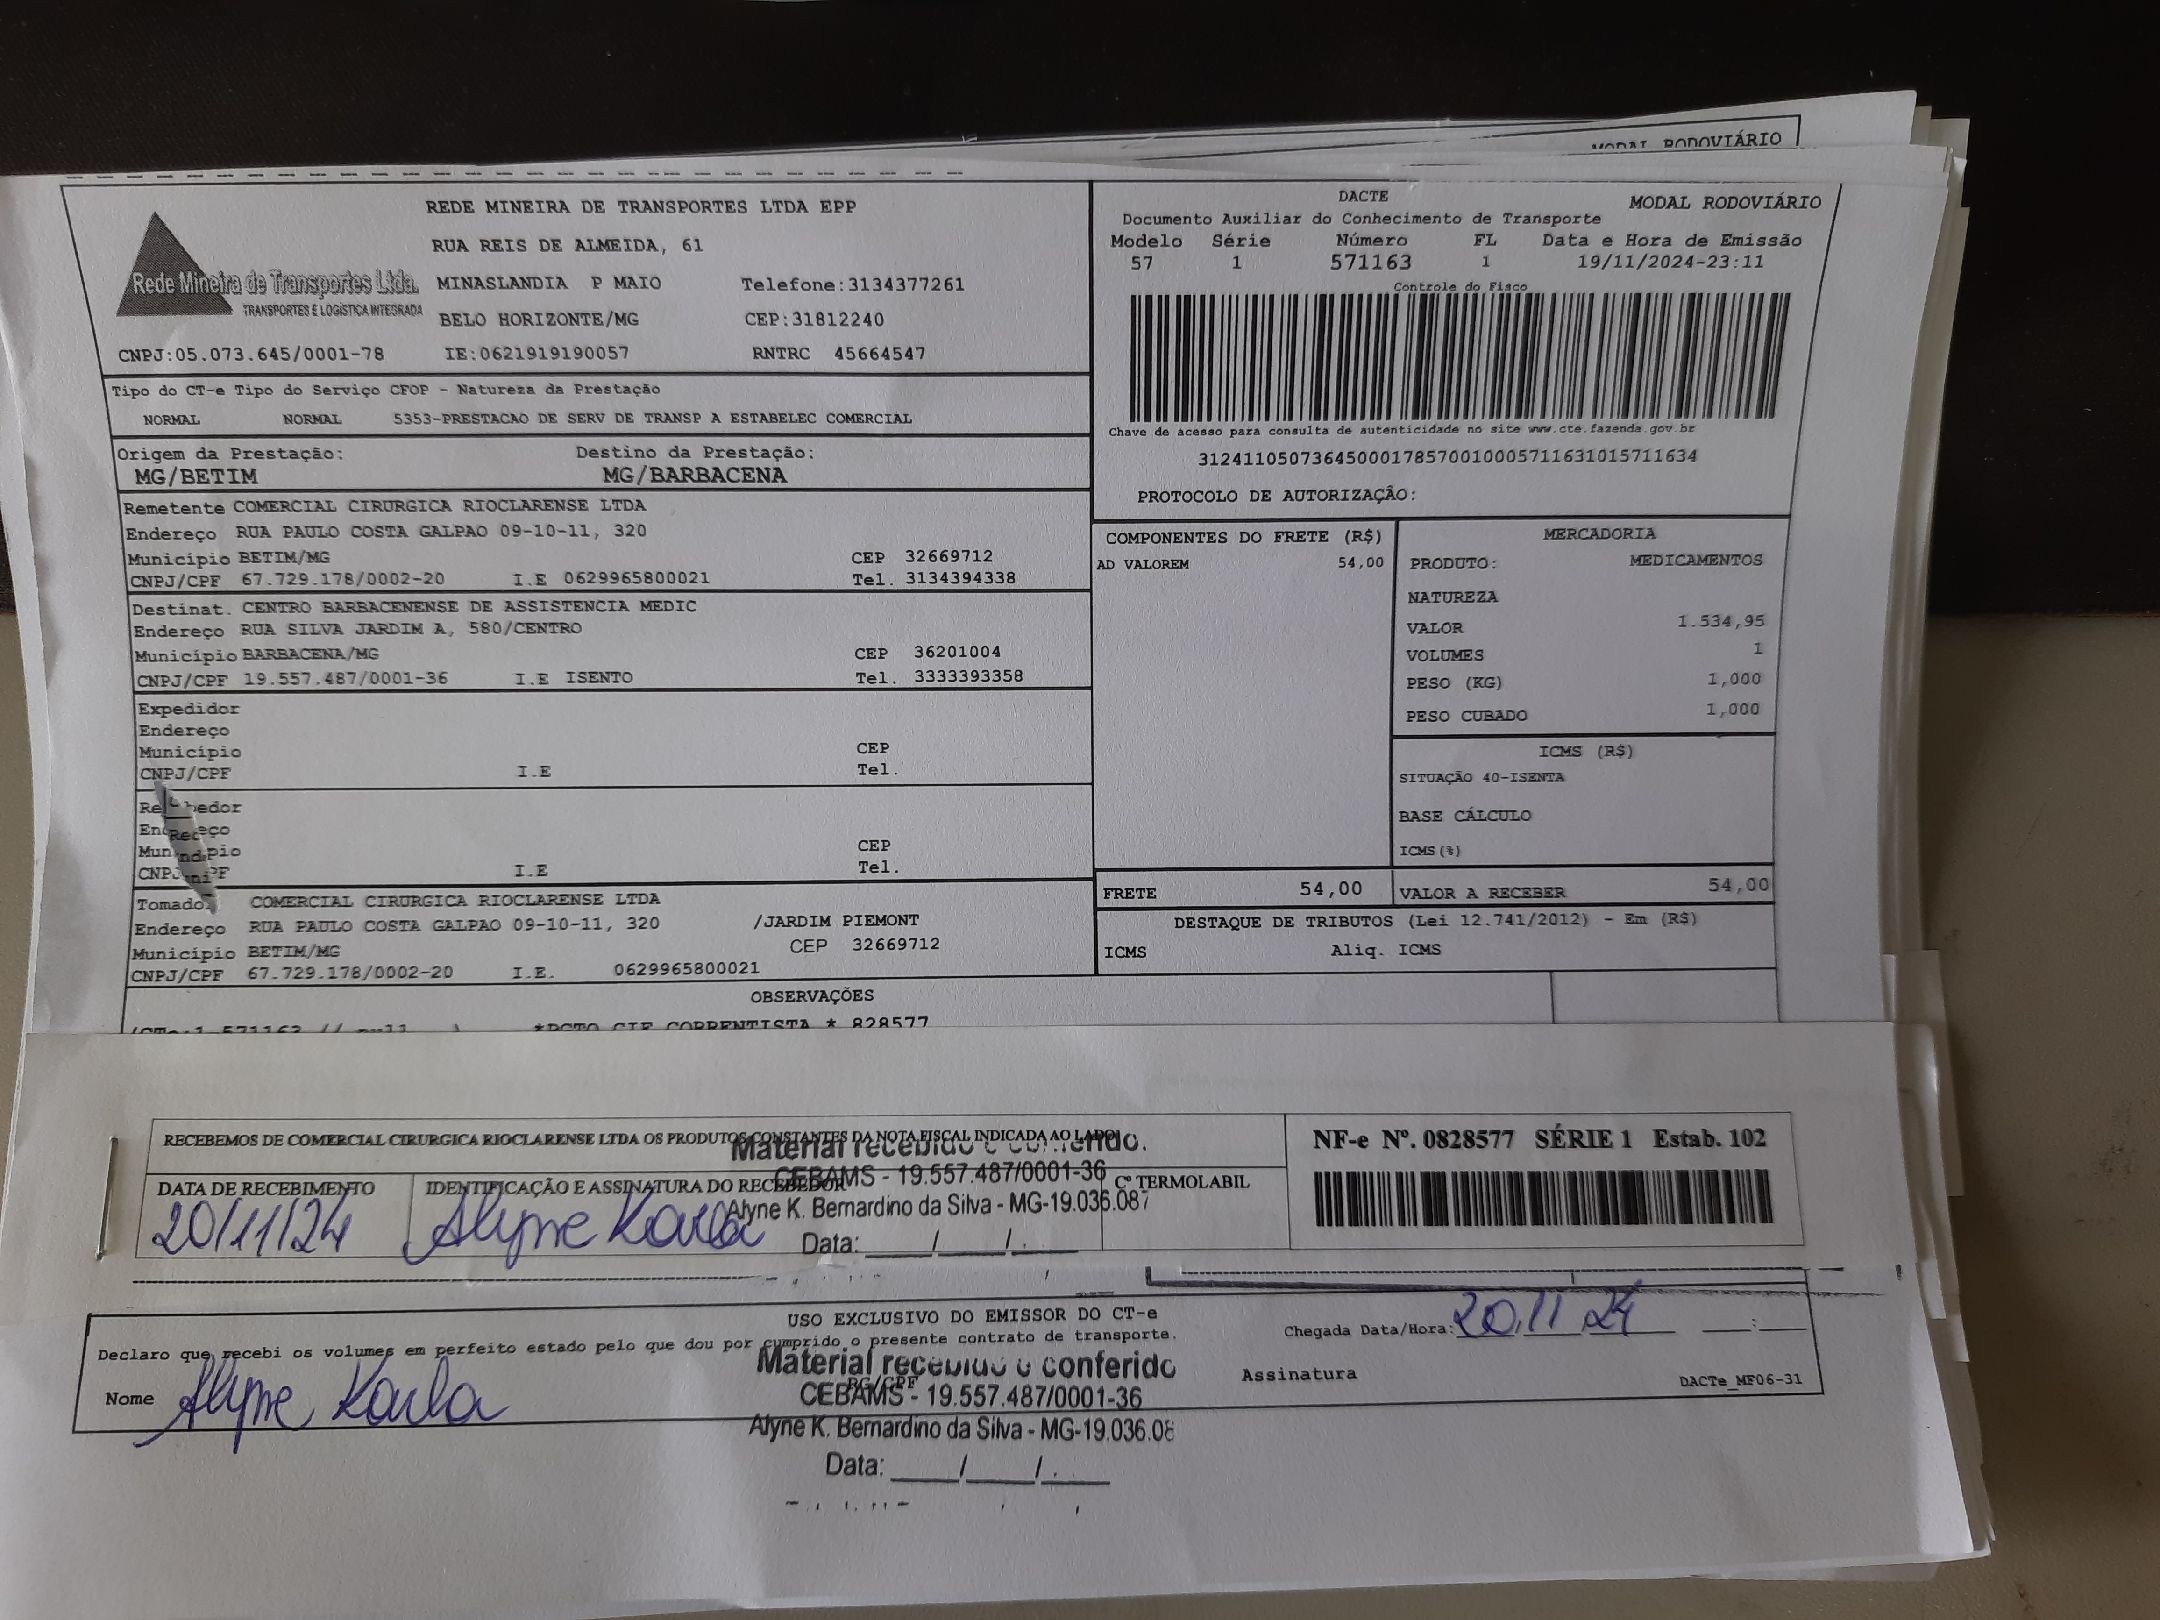 MODAL RODOVIÁRIO
REDE MINEIRA DE TRANSPORTES LTDA EPP
RUA REIS DE ALMEIDA, 61
Rede Mineira de Transportes Ltda.
TRANSPORTES E LOGÍSTICA INTEGRADA
MINASLANDIA P MAIO Telefone:3134377261
BELO HORIZONTE/MG CEP:31812240
CNPJ:05.073.645/0001-78 IE:0621919190057 RNTRC 45664547
DACTE MODAL RODOVIÁRIO
Documento Auxiliar do Conhecimento de Transporte
Modelo Série Número FL Data e Hora de Emissão
57 1 571163 1 19/11/2024-23:11
Controle do Fisco
Chave de acesso para consulta de autenticidade no site www.cte.fazenda.gov.br
31241105073645000178570010005711631015711634
PROTOCOLO DE AUTORIZAÇÃO:
Tipo do CT-e Tipo do Serviço CFOP - Natureza da Prestação
NORMAL NORMAL 5353-PRESTACAO DE SERV DE TRANSP A ESTABELEC COMERCIAL
Origem da Prestação: Destino da Prestação:
MG/BETIM MG/BARBACENA
Remetente COMERCIAL CIRURGICA RIOCLARENSE LTDA
Endereço RUA PAULO COSTA GALPAO 09-10-11, 320
Município BETIM/MG CEP 32669712
CNPJ/CPF 67.729.178/0002-20 I.E 0629965800021 Tel. 3134394338
Destinat. CENTRO BARBACENENSE DE ASSISTENCIA MEDIC
Endereço RUA SILVA JARDIM A, 580/CENTRO
Município BARBACENA/MG CEP 36201004
CNPJ/CPF 19.557.487/0001-36 I.E ISENTO Tel. 3333393358
Expedidor
Endereço
Município CEP
CNPJ/CPF I.E Tel.
CEP
I.E Tel.
COMERCIAL CIRURGICA RIOCLARENSE LTDA
Endereço RUA PAULO COSTA GALPAO 09-10-11, 320 /JARDIM PIEMONT
Município BETIM/MG CEP 32669712
CNPJ/CPF 67.729.178/0002-20 I.E. 0629965800021
COMPONENTES DO FRETE (R$)
AD VALOREM 54,00
MERCADORIA
PRODUTO: MEDICAMENTOS
NATUREZA
VALOR 1.534,95
VOLUMES 1
PESO (KG) 1,000
PESO CUBADO 1,000
ICMS (R$)
SITUAÇÃO 40-ISENTA
BASE CÁLCULO
ICMS(%)
FRETE 54,00 VALOR A RECEBER 54,00
DESTAQUE DE TRIBUTOS (Lei 12.741/2012) - Em (R$)
ICMS Aliq. ICMS
OBSERVAÇÕES
*PCTO CIF CORRENTISTA * 828577
RECEBEMOS DE COMERCIAL CIRURGICA RIOCLARENSE LTDA OS PRODUTOS CONSTANTES DA NOTA FISCAL INDICADA AO LADO
NF-e Nº. 0828577 SÉRIE 1 Estab. 102
DATA DE RECEBIMENTO IDENTIFICAÇÃO E ASSINATURA DO RECEBEDOR Cº TERMOLABIL
20/11/24 Alyne Karla
Material recebido e conferido.
CEBAMS - 19.557.487/0001-36
Alyne K. Bernardino da Silva - MG-19.036.087
Data: ____/____/____
USO EXCLUSIVO DO EMISSOR DO CT-e
Declaro que recebi os volumes em perfeito estado pelo que dou por cumprido o presente contrato de transporte.
Chegada Data/Hora: 20 11 24 ___:___
Nome Alyne Karla RG/CPF Assinatura DACTe_MF06-31
Material recebido e conferido
CEBAMS - 19.557.487/0001-36
Alyne K. Bernardino da Silva - MG-19.036.08
Data: ____/____/____